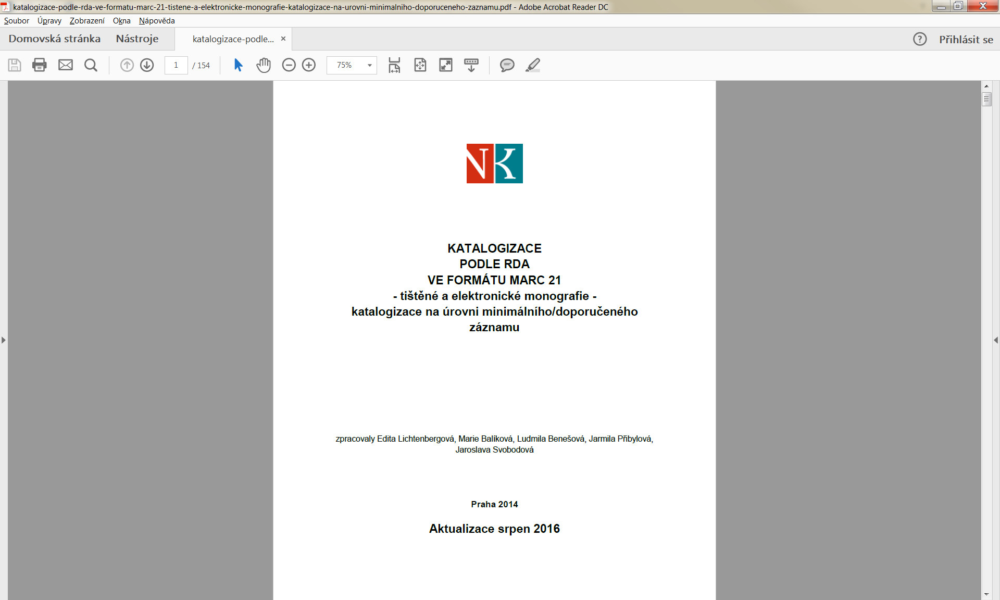 katalogizace-podle-rda-ve-formatu-marc-21-tistene-a-elektronicke-monografie-katalogizace-na-urovni-minimalniho-doporuceneho-zaznamu.pdf - Adobe Acrobat Reader DC
Soubor Úpravy Zobrazení Okna Nápověda
Domovská stránka Nástroje katalogizace-podle... × ? Přihlásit se
1 / 154 75%
NK
KATALOGIZACE
PODLE RDA
VE FORMÁTU MARC 21
- tištěné a elektronické monografie -
katalogizace na úrovni minimálního/doporučeného
záznamu
zpracovaly Edita Lichtenbergová, Marie Balíková, Ludmila Benešová, Jarmila Přibylová,
Jaroslava Svobodová
Praha 2014
Aktualizace srpen 2016